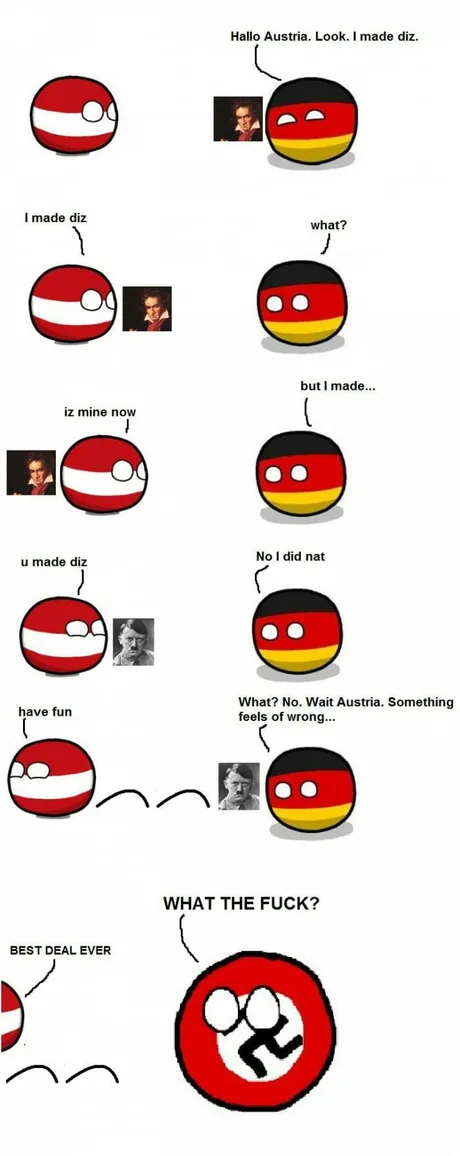 Hallo Austria. Look. I made diz.
I made diz
what?
but I made...
iz mine now
u made diz
No I did nat
What? No. Wait Austria. Something
feels of wrong...
have fun
WHAT THE FUCK?
BEST DEAL EVER